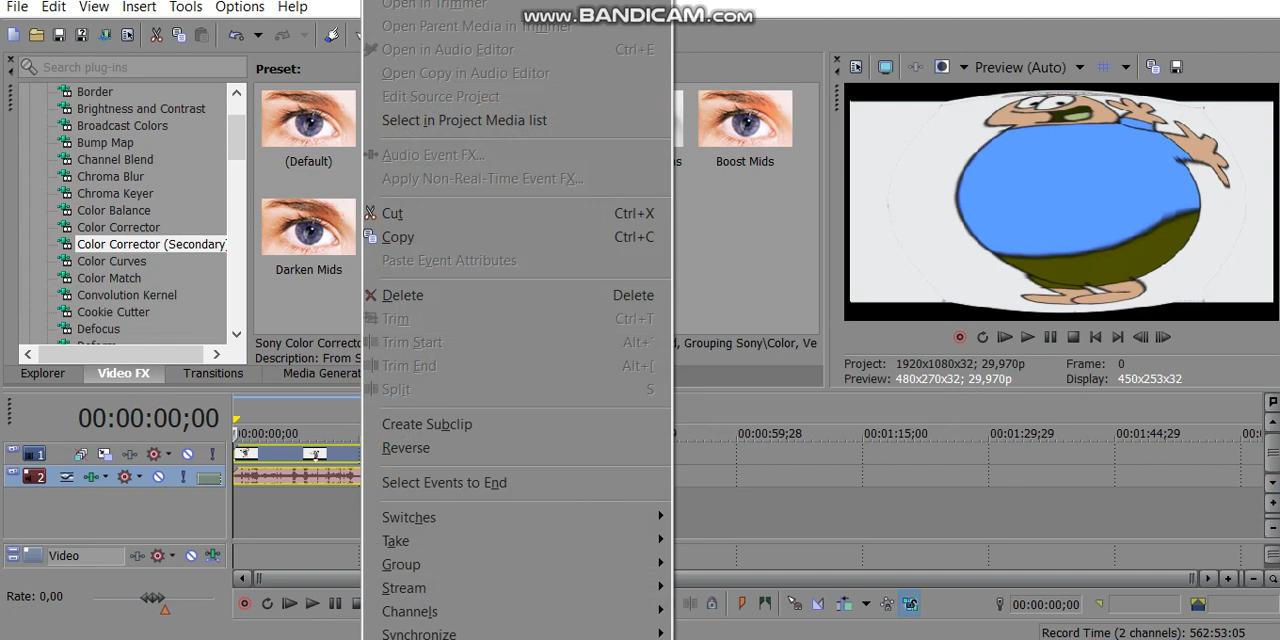 File Edit View Insert Tools Options Help
www.BANDICAM.com
Search plug-ins
Preset:
Preview (Auto)
Border
Brightness and Contrast
Broadcast Colors
Bump Map
Channel Blend
Chroma Blur
Chroma Keyer
Color Balance
Color Corrector
Color Corrector (Secondary)
Color Curves
Color Match
Convolution Kernel
Cookie Cutter
Defocus
Deform
(Default)
Darken Mids
Boost Mids
Sony Color Corrector
Description: From S
d, Grouping Sony\Color, Ve
Explorer Video FX Transitions Media Generat
Open in Trimmer
Open Parent Media in Trimmer
Open in Audio Editor Ctrl+E
Open Copy in Audio Editor
Edit Source Project
Select in Project Media list
Audio Event FX...
Apply Non-Real-Time Event FX...
Cut Ctrl+X
Copy Ctrl+C
Paste Event Attributes
Delete Delete
Trim Ctrl+T
Trim Start Alt+`
Trim End Alt+[
Split S
Create Subclip
Reverse
Select Events to End
Switches
Take
Group
Stream
Channels
Synchronize
Project: 1920x1080x32; 29,970p Frame: 0
Preview: 480x270x32; 29,970p Display: 450x253x32
00:00:00;00
00:00:00;00 00:00:59;28 00:01:15;00 00:01:29;29 00:01:44;29 00:0
1
2
Video
Rate: 0,00
00:00:00;00
Record Time (2 channels): 562:53:05